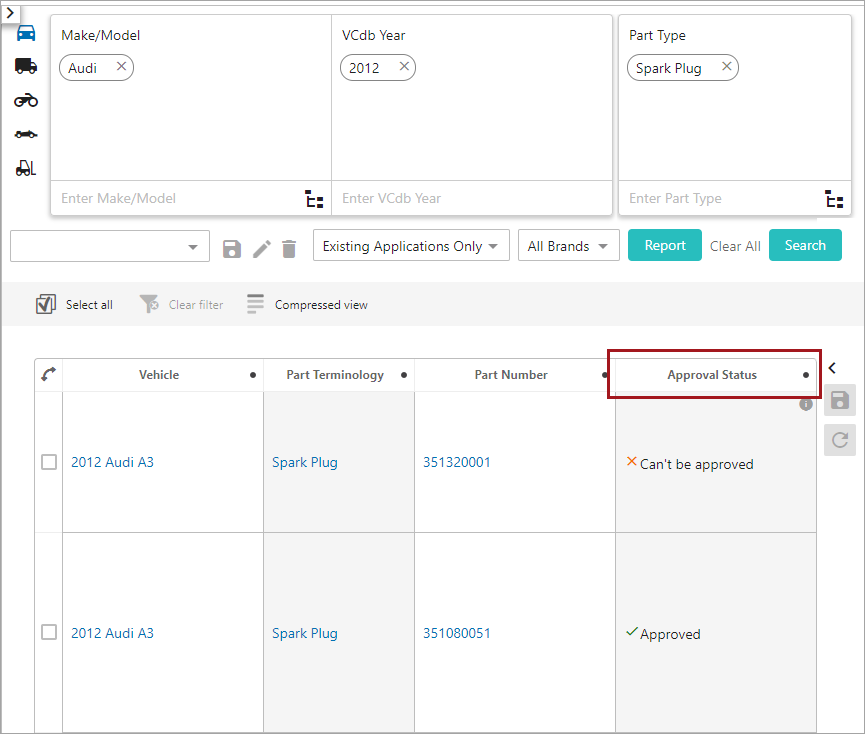 Make/Model
VCdb Year
Part Type
Audi
2012
Spark Plug
Enter Make/Model
Enter VCdb Year
Enter Part Type
Existing Applications Only
All Brands
Report
Clear All
Search
Select all
Clear filter
Compressed view
Vehicle
Part Terminology
Part Number
Approval Status
2012 Audi A3
Spark Plug
351320001
Can't be approved
2012 Audi A3
Spark Plug
351080051
Approved